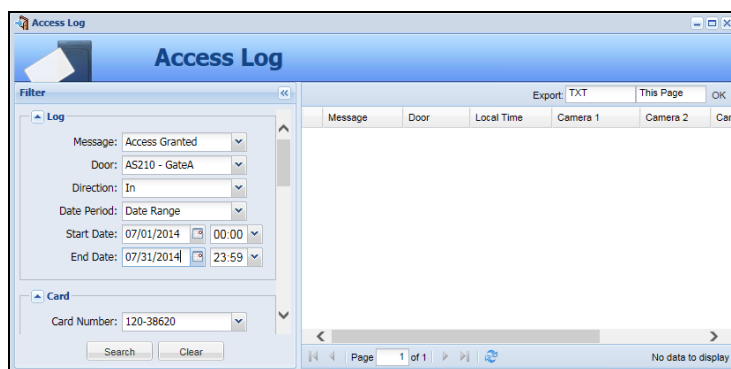 Access Log
Access Log
Filter
Log
Message: Access Granted
Door: AS210 - GateA
Direction: In
Date Period: Date Range
Start Date: 07/01/2014 00:00
End Date: 07/31/2014 23:59
Card
Card Number: 120-38620
Search Clear
Export: TXT This Page OK
Message Door Local Time Camera 1 Camera 2 Car
Page 1 of 1 No data to display